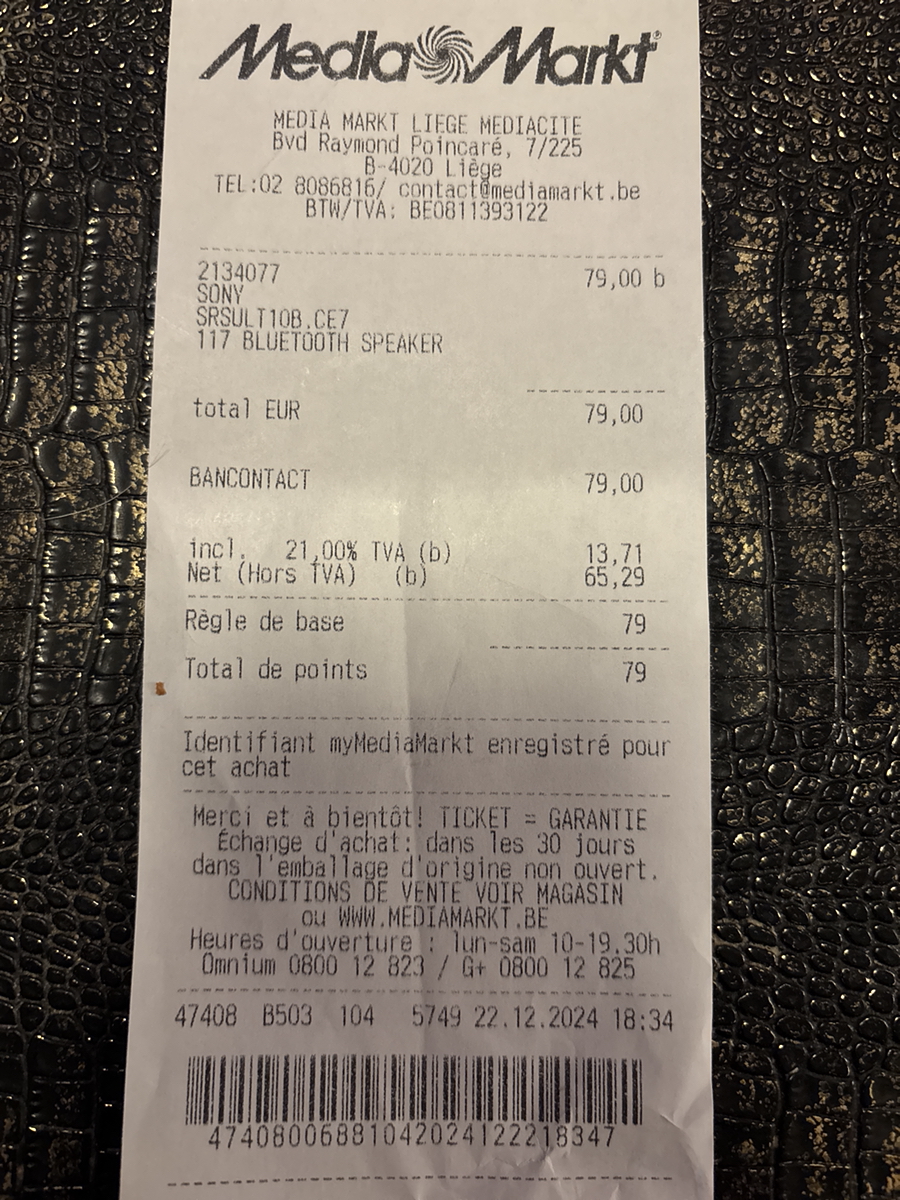 MediaMarkt®
MEDIA MARKT LIEGE MEDIACITE
Bvd Raymond Poincaré, 7/225
B-4020 Liège
TEL:02 8086816/ contact@mediamarkt.be
BTW/TVA: BE0811393122
2134077 79,00 b
SONY
SRSULT10B.CE7
117 BLUETOOTH SPEAKER
total EUR 79,00
BANCONTACT 79,00
incl. 21,00% TVA (b) 13,71
Net (Hors TVA) (b) 65,29
Règle de base 79
Total de points 79
Identifiant myMediaMarkt enregistré pour
cet achat
Merci et à bientôt! TICKET = GARANTIE
Échange d'achat: dans les 30 jours
dans l'emballage d'origine non ouvert.
CONDITIONS DE VENTE VOIR MAGASIN
ou WWW.MEDIAMARKT.BE
Heures d'ouverture : lun-sam 10-19.30h
Omnium 0800 12 823 / G+ 0800 12 825
47408 B503 104 5749 22.12.2024 18:34
4740800688104202412221834​7